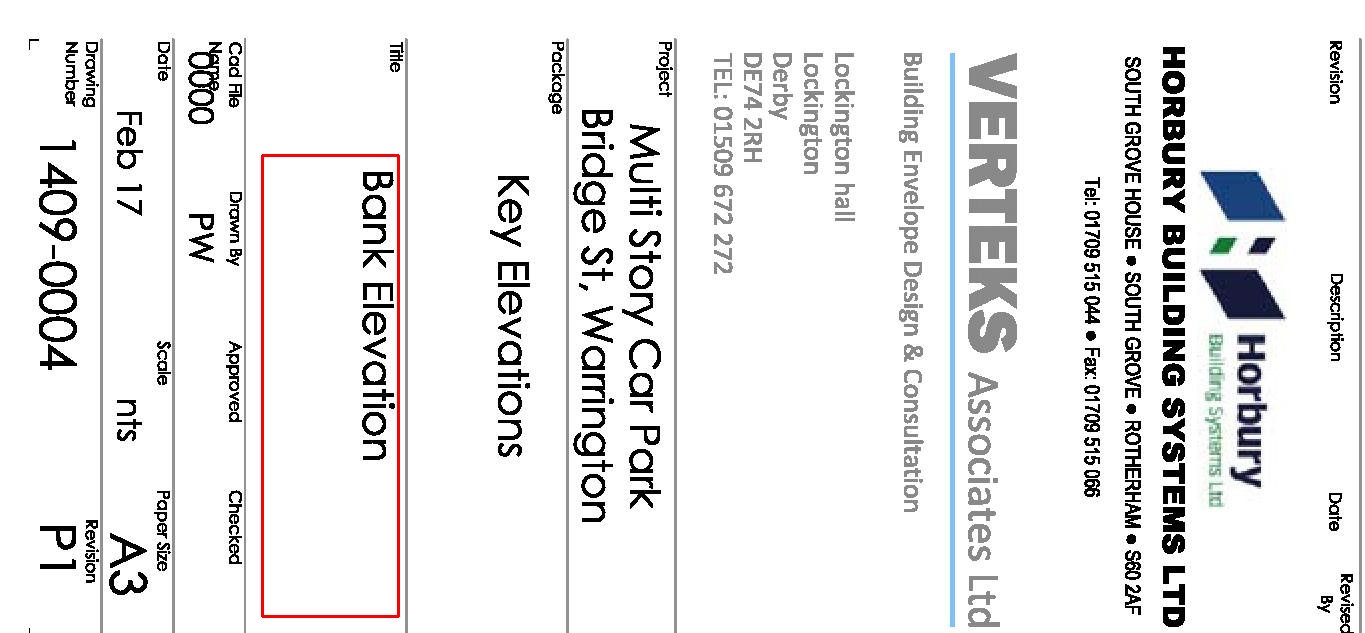 Revision Description Date Revised By
Horbury
Building Systems Ltd
HORBURY BUILDING SYSTEMS LTD
SOUTH GROVE HOUSE • SOUTH GROVE • ROTHERHAM • S60 2AF
Tel: 01709 515 044 • Fax: 01709 515 066
VERTEKS Associates Ltd
Building Envelope Design & Consultation
Lockington hall
Lockington
Derby
DE74 2RH
TEL: 01509 672 272
Project
Multi Story Car Park
Bridge St, Warrington
Package
Key Elevations
Title
Bank Elevation
Cad File Name Drawn By Approved Checked
0000 PW
Date Scale Paper Size
Feb 17 nts A3
Drawing Number Revision
1409-0004 P1